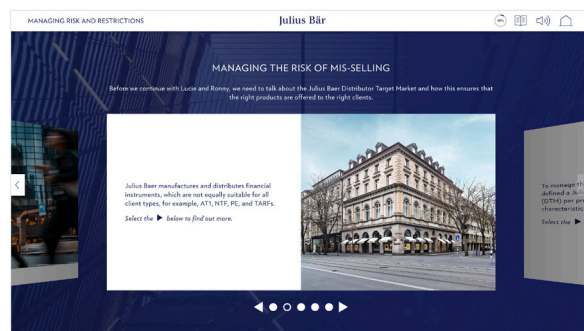 MANAGING RISK AND RESTRICTIONS
Julius Bär
MANAGING THE RISK OF MIS-SELLING
Before we continue with Lucie and Ronny, we need to talk about the Julius Baer Distributor Target Market and how this ensures that
the right products are offered to the right clients.
Julius Baer manufactures and distributes financial
instruments, which are not equally suitable for all
client types, for example, AT1, NTF, PE, and TARFs.
Select the ▶ below to find out more.
To manage th
defined a Juli
(DTM) per pr
characteristic
Select the ▶